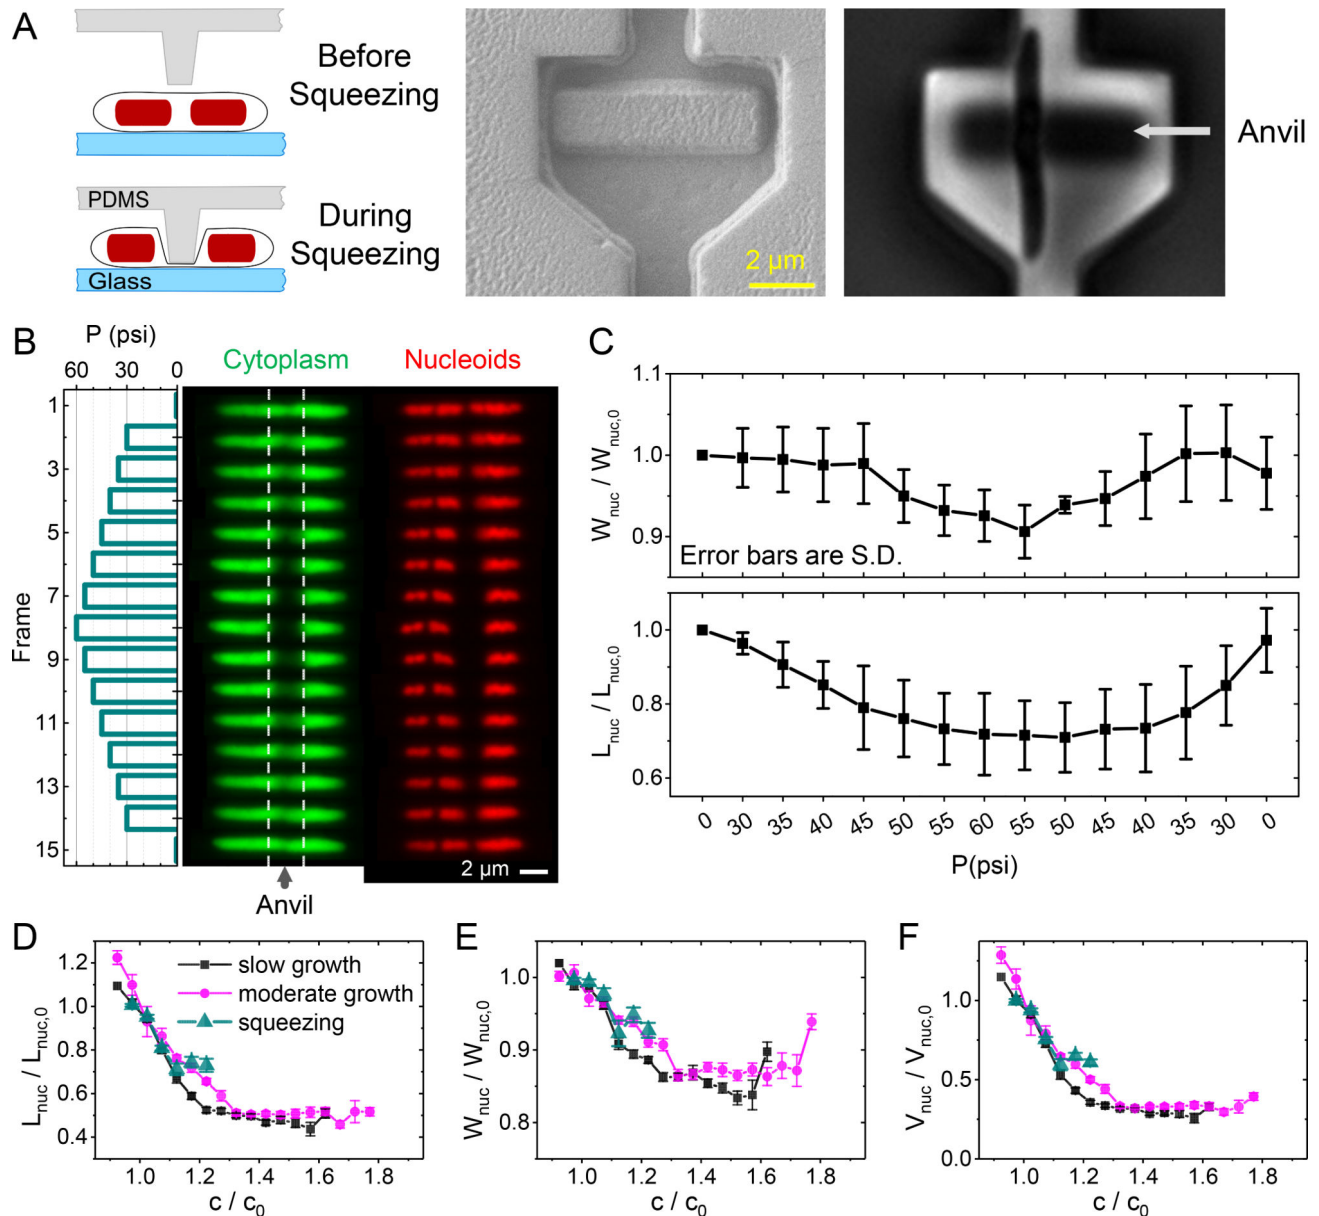 A
Before
Squeezing
PDMS
During
Squeezing
Glass
2 µm
Anvil
B
P (psi)
60 30 0
Cytoplasm
Nucleoids
Frame
1
3
5
7
9
11
13
15
2 µm
Anvil
C
W_nuc / W_nuc,0
1.1
1.0
0.9
Error bars are S.D.
L_nuc / L_nuc,0
1.0
0.8
0.6
0 30 35 40 45 50 55 60 55 50 45 40 35 30 0
P(psi)
D
L_nuc / L_nuc,0
1.2
1.0
0.8
0.6
0.4
slow growth
moderate growth
squeezing
1.0 1.2 1.4 1.6 1.8
c / c_0
E
W_nuc / W_nuc,0
1.0
0.9
0.8
1.0 1.2 1.4 1.6 1.8
c / c_0
F
V_nuc / V_nuc,0
1.0
0.5
0.0
1.0 1.2 1.4 1.6 1.8
c / c_0